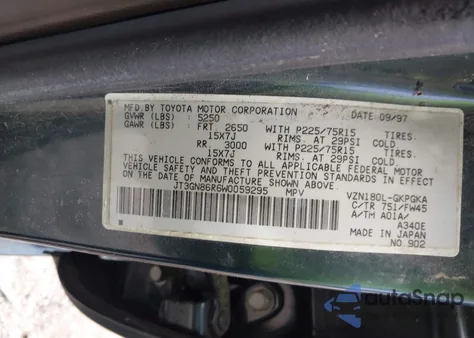 MFD.BY TOYOTA MOTOR CORPORATION DATE 09/97
GVWR (LBS) 5250
GAWR (LBS) FRT 2650 WITH P225/75R15 TIRES.
15X7J RIMS. AT 29PSI COLD
RR 3000 WITH P225/75R15 TIRES.
15X7J RIMS. AT 29PSI COLD
THIS VEHICLE CONFORMS TO ALL APPLICABLE FEDERAL MOTOR
VEHICLE SAFETY AND THEFT PREVENTION STANDARDS IN EFFECT
ON THE DATE OF MANUFACTURE SHOWN ABOVE.
JT3GN86R6W0059295 MPV
VZN180L-GKPGKA
C/TR 751/FW45
A/TM A01A/
A340E
MADE IN JAPAN
NO. 902
autoSnap